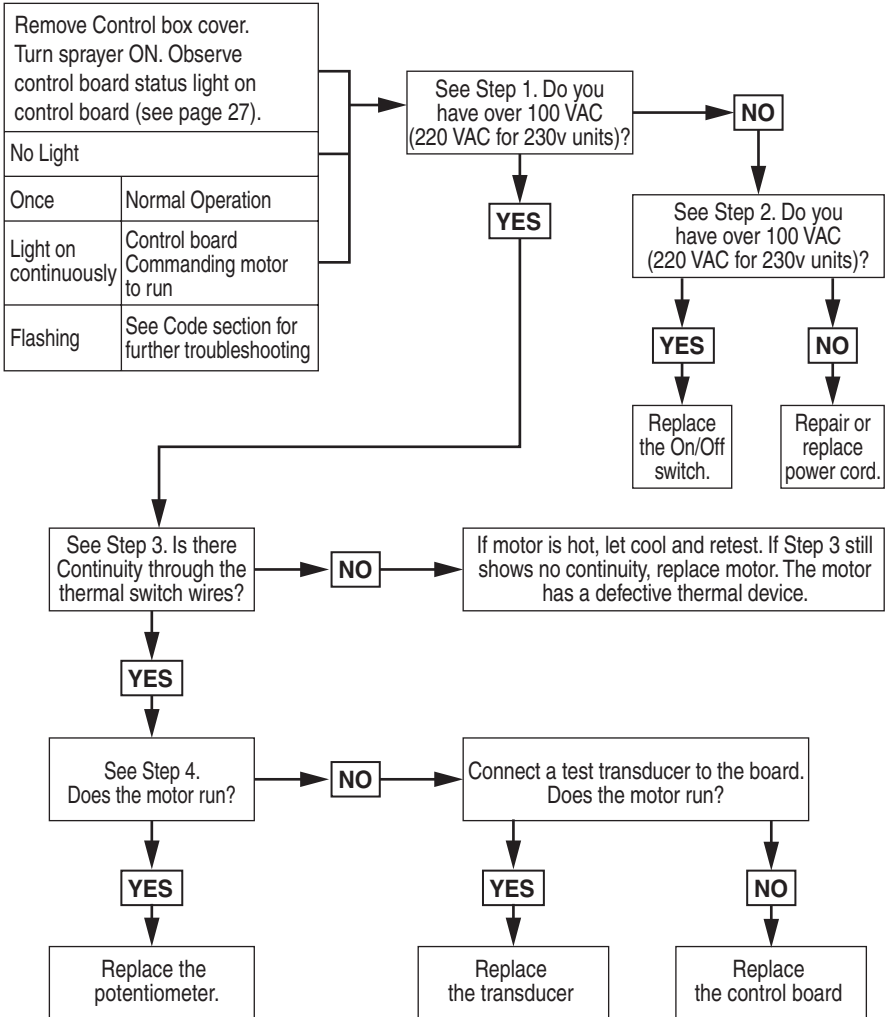 Remove Control box cover.
Turn sprayer ON. Observe
control board status light on
control board (see page 27).
No Light
Once
Normal Operation
Light on
continuously
Control board
Commanding motor
to run
Flashing
See Code section for
further troubleshooting
See Step 1. Do you
have over 100 VAC
(220 VAC for 230v units)?
NO
YES
See Step 2. Do you
have over 100 VAC
(220 VAC for 230v units)?
YES
NO
Replace
the On/Off
switch.
Repair or
replace
power cord.
See Step 3. Is there
Continuity through the
thermal switch wires?
NO
If motor is hot, let cool and retest. If Step 3 still
shows no continuity, replace motor. The motor
has a defective thermal device.
YES
See Step 4.
Does the motor run?
NO
Connect a test transducer to the board.
Does the motor run?
YES
YES
NO
Replace the
potentiometer.
Replace
the transducer
Replace
the control board